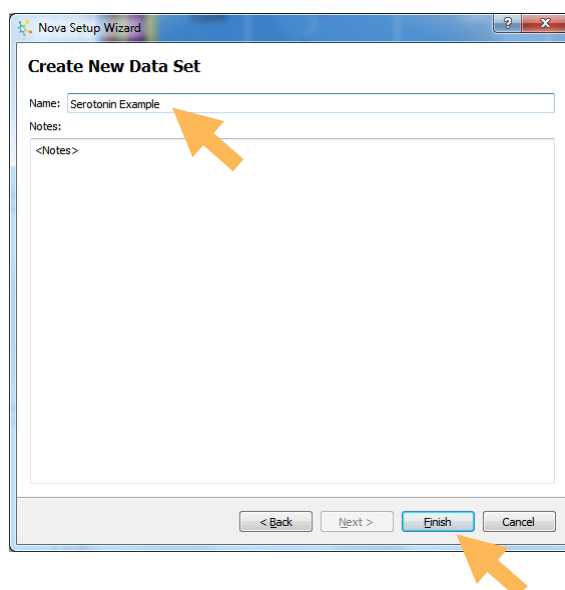 Nova Setup Wizard
?
X
Create New Data Set
Name: Serotonin Example
Notes:
<Notes>
< Back Next > Finish Cancel